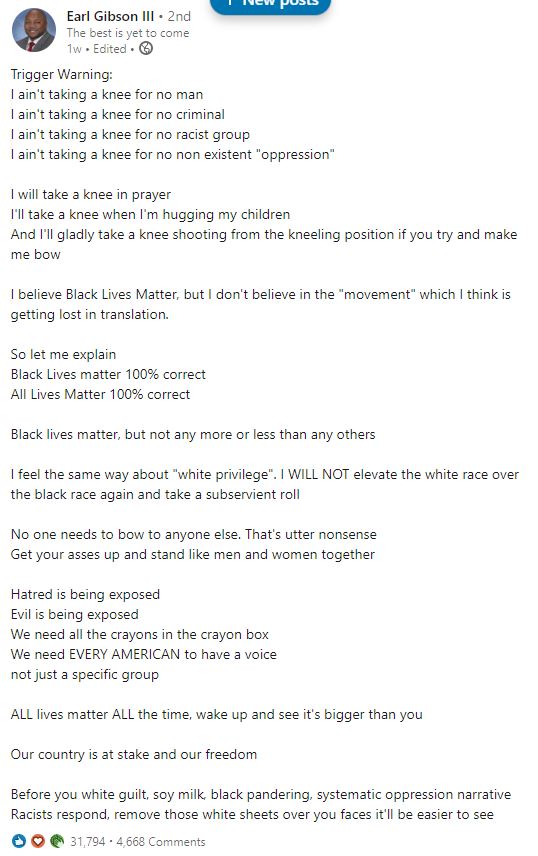 New posts
Earl Gibson III • 2nd
The best is yet to come
1w • Edited •
Trigger Warning:
I ain't taking a knee for no man
I ain't taking a knee for no criminal
I ain't taking a knee for no racist group
I ain't taking a knee for no non existent "oppression"
I will take a knee in prayer
I'll take a knee when I'm hugging my children
And I'll gladly take a knee shooting from the kneeling position if you try and make
me bow
I believe Black Lives Matter, but I don't believe in the "movement" which I think is
getting lost in translation.
So let me explain
Black Lives matter 100% correct
All Lives Matter 100% correct
Black lives matter, but not any more or less than any others
I feel the same way about "white privilege". I WILL NOT elevate the white race over
the black race again and take a subservient roll
No one needs to bow to anyone else. That's utter nonsense
Get your asses up and stand like men and women together
Hatred is being exposed
Evil is being exposed
We need all the crayons in the crayon box
We need EVERY AMERICAN to have a voice
not just a specific group
ALL lives matter ALL the time, wake up and see it's bigger than you
Our country is at stake and our freedom
Before you white guilt, soy milk, black pandering, systematic oppression narrative
Racists respond, remove those white sheets over you faces it'll be easier to see
31,794 • 4,668 Comments